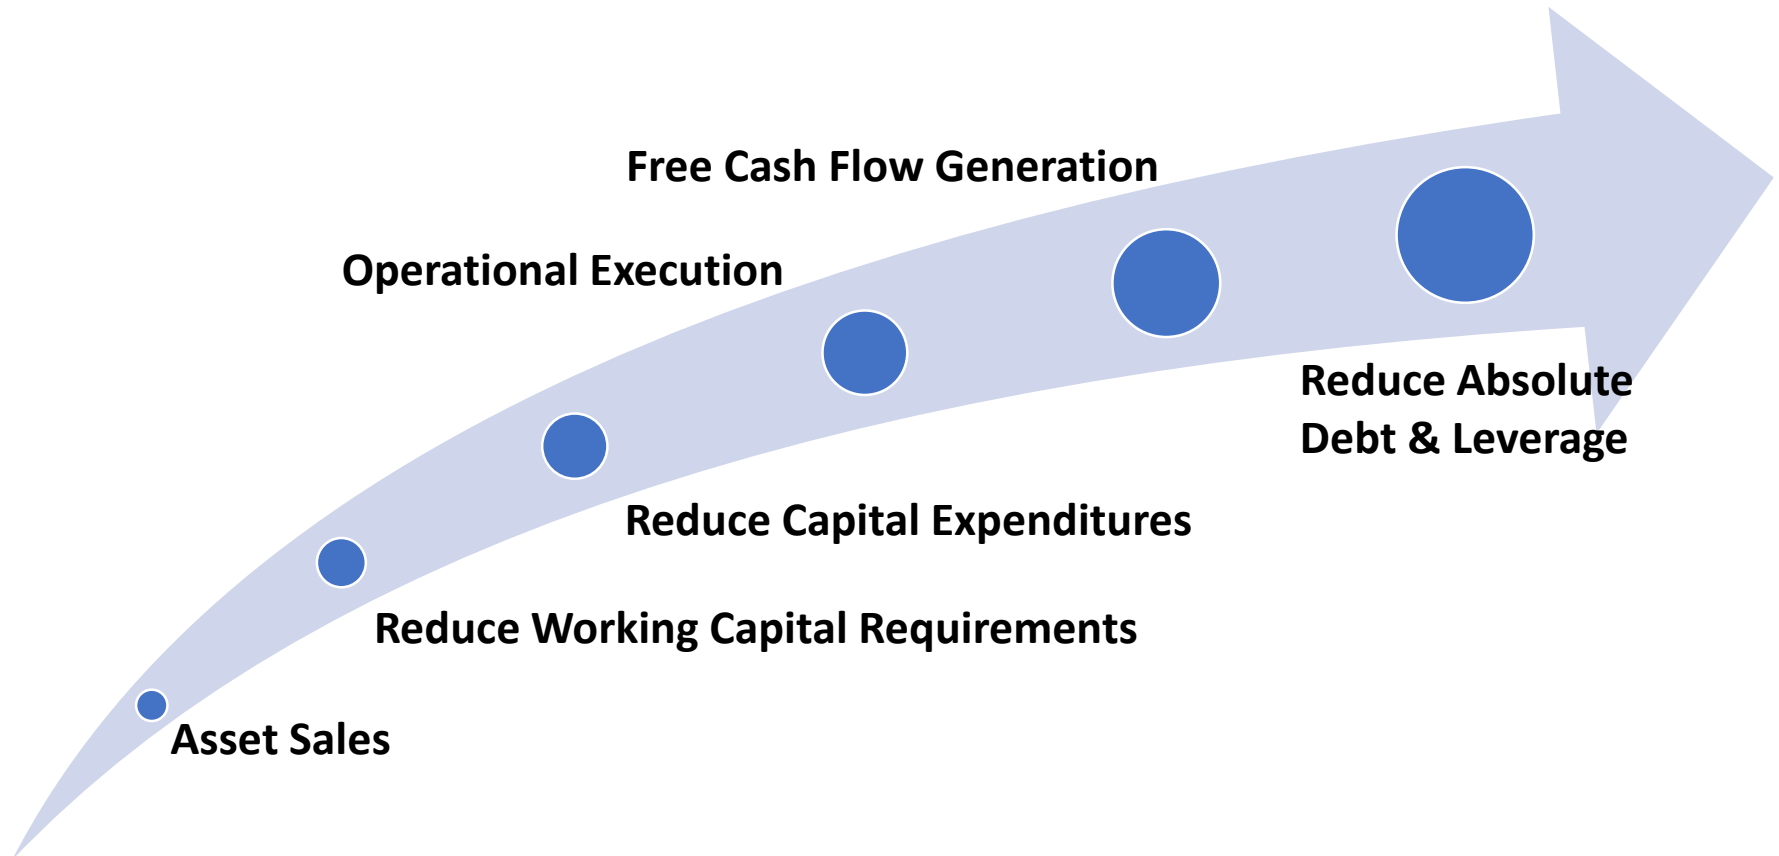 Free Cash Flow Generation
Operational Execution
Reduce Absolute
Debt & Leverage
Reduce Capital Expenditures
Reduce Working Capital Requirements
Asset Sales